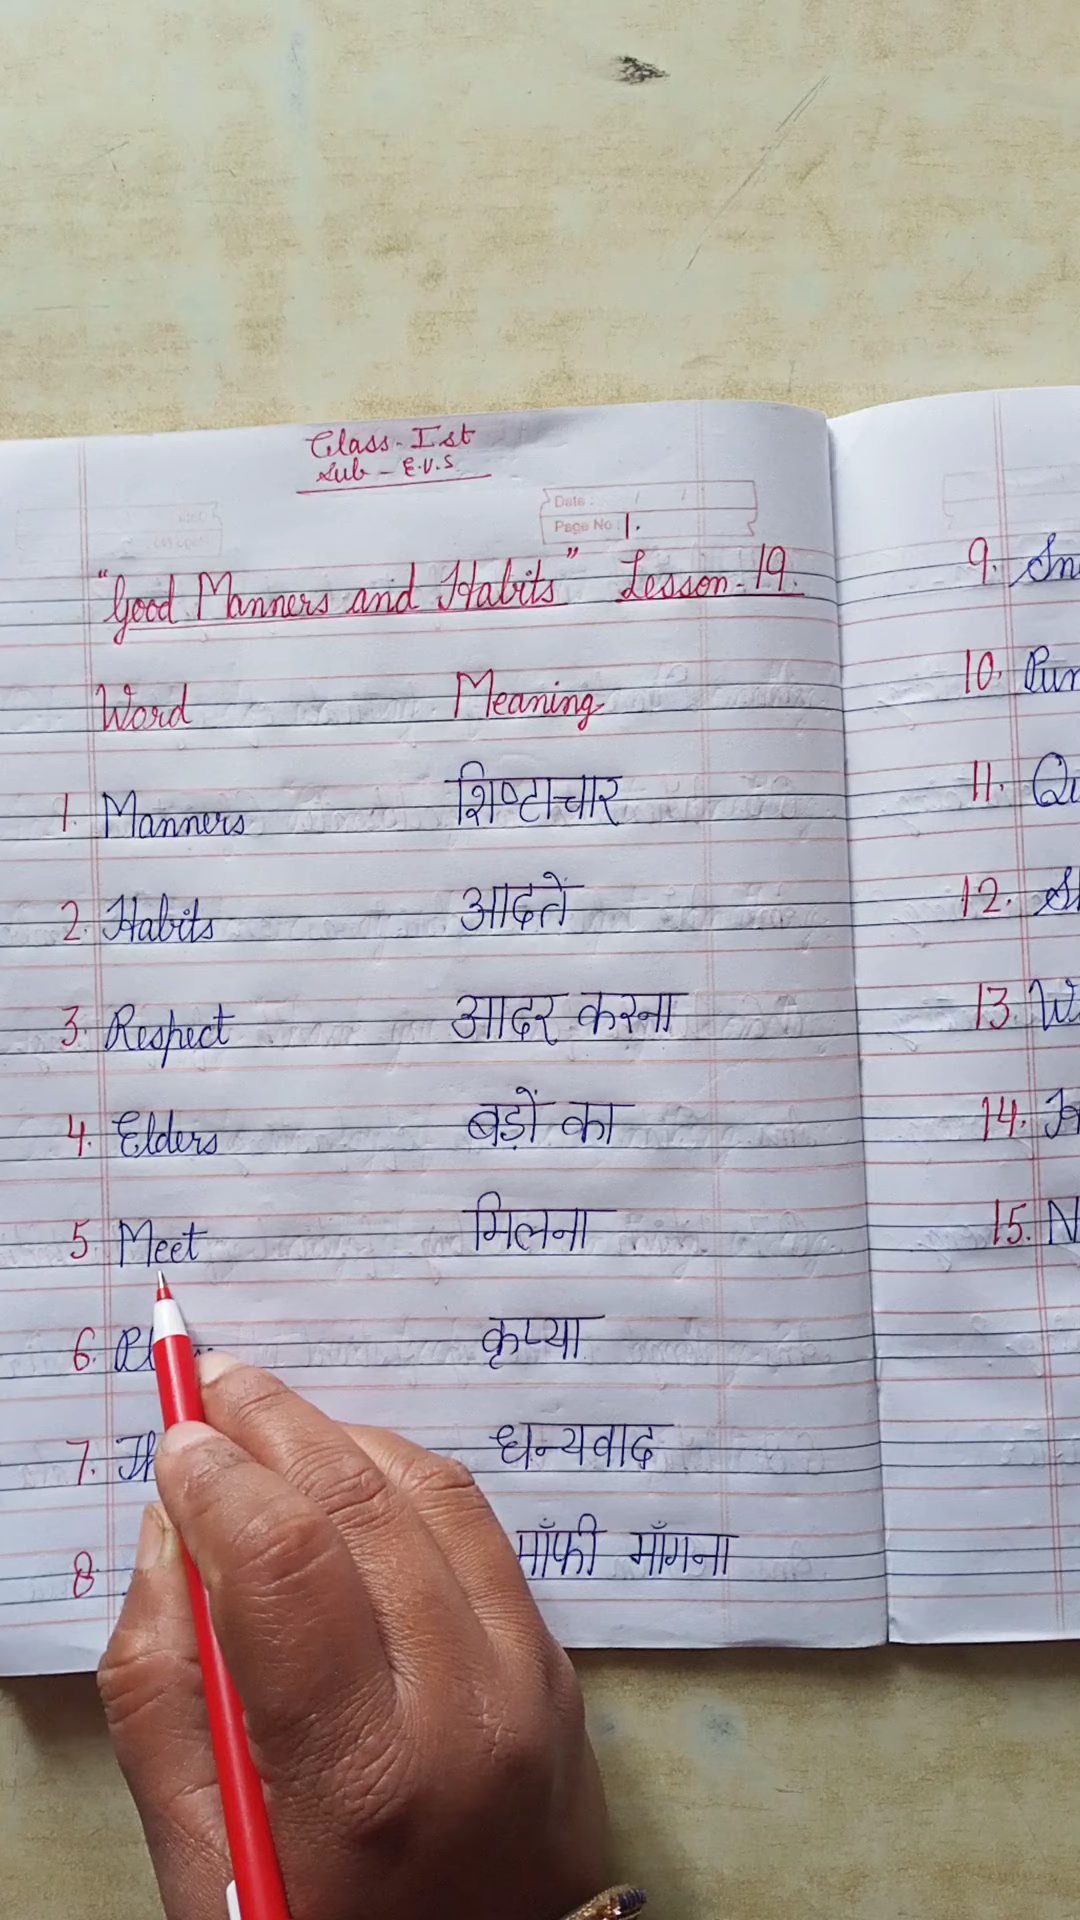 Class - Ist
Sub - E.V.S
Date : / /
Page No : 1.
"Good Manners and Habits" Lesson - 19.
Word Meaning
1. Manners शिष्टाचार
2. Habits आदतें
3. Respect आदर करना
4. Elders बड़ों का
5 Meet मिलना
6. कृप्या
7. धन्यवाद
8 माँफी माँगना
9.
10.
11.
12.
13.
14.
15.